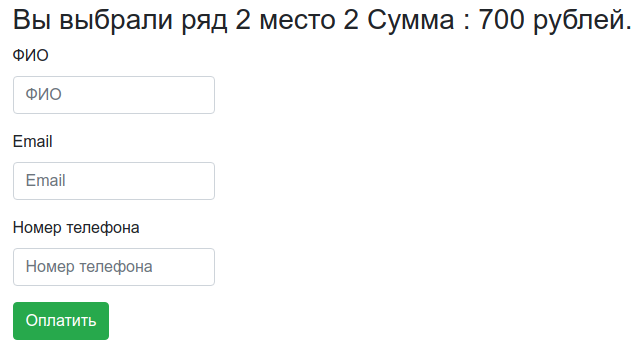 Вы выбрали ряд 2 место 2 Сумма : 700 рублей.
ФИО
ФИО
Email
Email
Номер телефона
Номер телефона
Оплатить